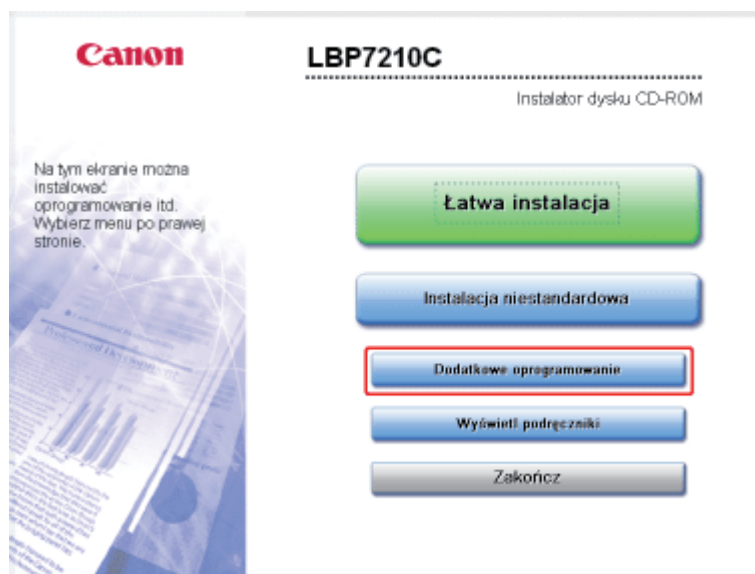 Canon
LBP7210C
Instalator dysku CD-ROM
Na tym ekranie można
instalować
oprogramowanie itd.
Wybierz menu po prawej
stronie.
Łatwa instalacja
Instalacja niestandardowa
Dodatkowe oprogramowanie
Wyświetl podręczniki
Zakończ